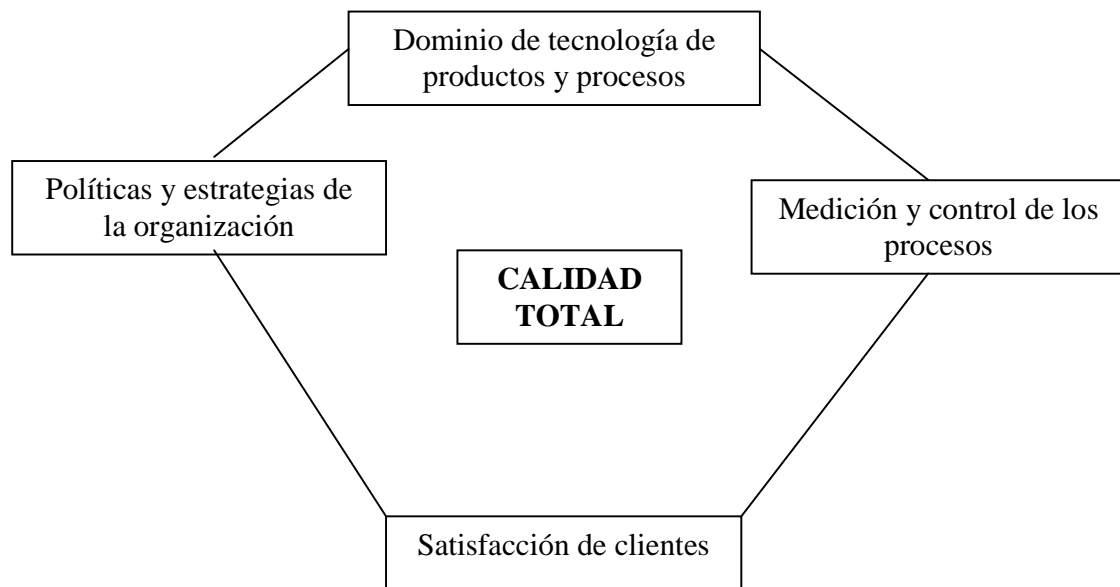 Dominio de tecnología de
productos y procesos
Políticas y estrategias de
la organización
Medición y control de los
procesos
CALIDAD
TOTAL
Satisfacción de clientes